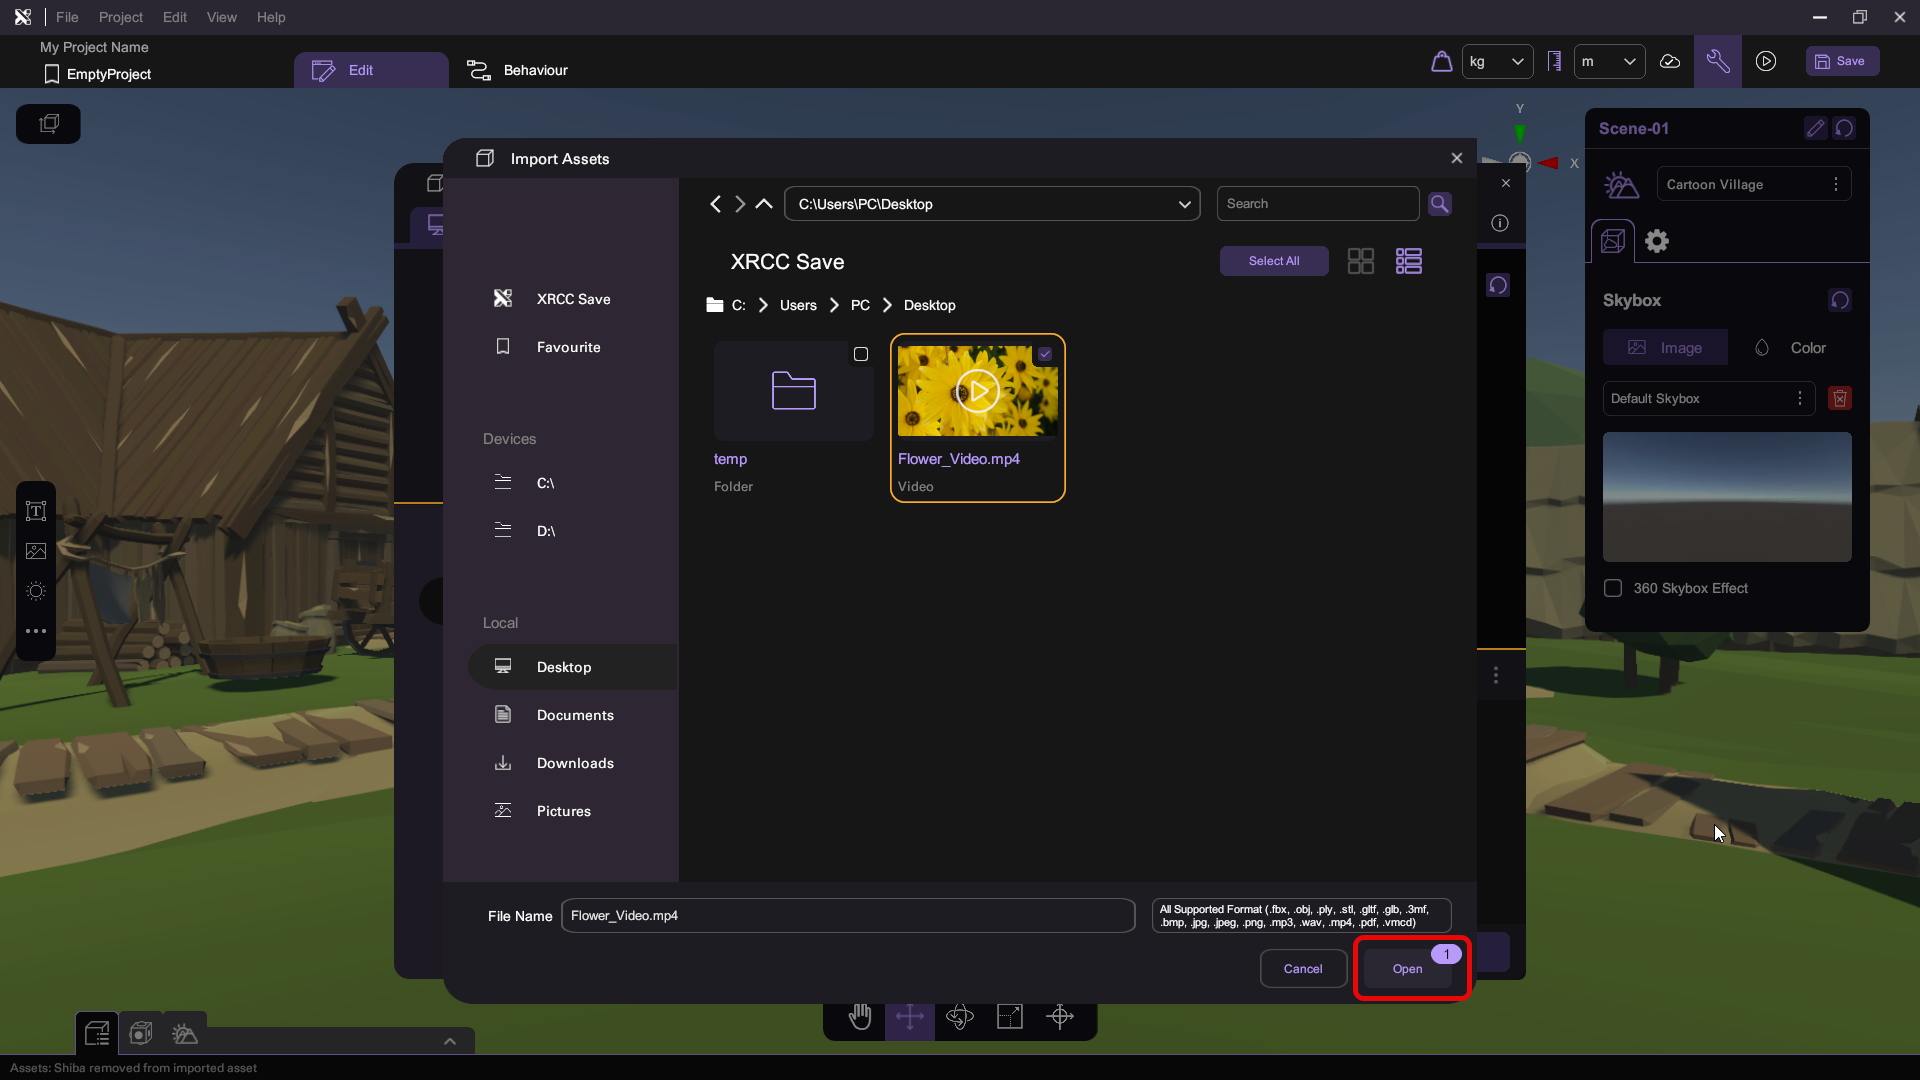 File Project Edit View Help
My Project Name
EmptyProject
Edit
Behaviour
kg
m
Save
Y
X
Scene-01
Cartoon Village
Skybox
Image
Color
Default Skybox
360 Skybox Effect
Import Assets
C:\Users\PC\Desktop
Search
XRCC Save
Select All
C: Users PC Desktop
XRCC Save
Favourite
Devices
C:\
D:\
Local
Desktop
Documents
Downloads
Pictures
temp
Folder
Flower_Video.mp4
Video
File Name
Flower_Video.mp4
All Supported Format (.fbx, .obj, .ply, .stl, .gltf, .glb, .3mf,
.bmp, .jpg, .jpeg, .png, .mp3, .wav, .mp4, .pdf, .vmcd)
Cancel
Open
1
Assets: Shiba removed from imported asset